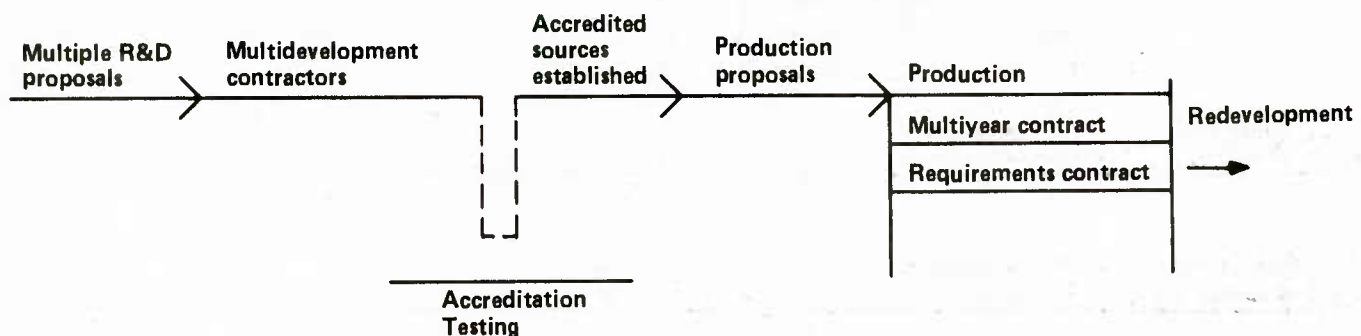 Multiple R&D
proposals
Multidevelopment
contractors
Accredited
sources
established
Production
proposals
Production
Multiyear contract
Requirements contract
Redevelopment
Accreditation
Testing